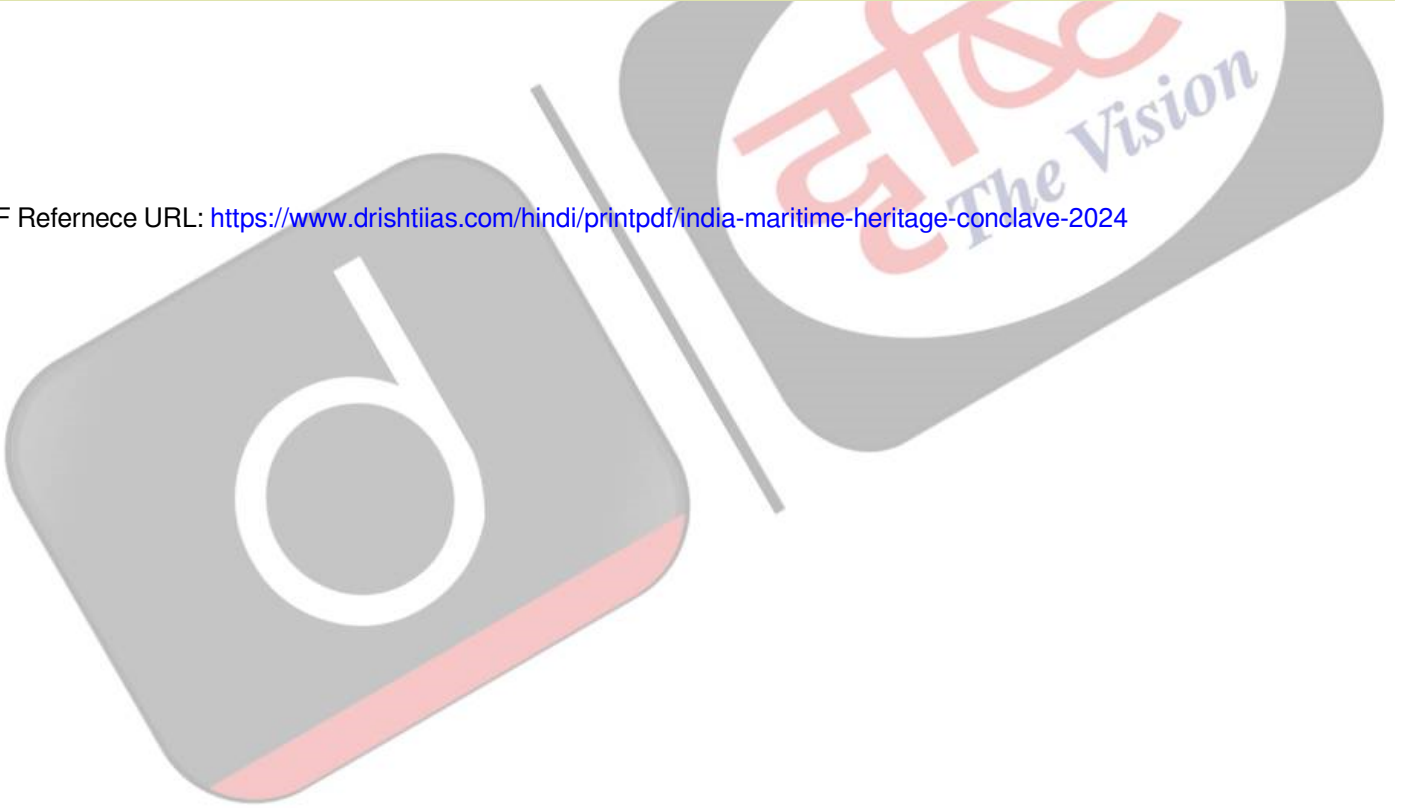 दृष्टि
The Vision
F Refernece URL: https://www.drishtiias.com/hindi/printpdf/india-maritime-heritage-conclave-2024
d